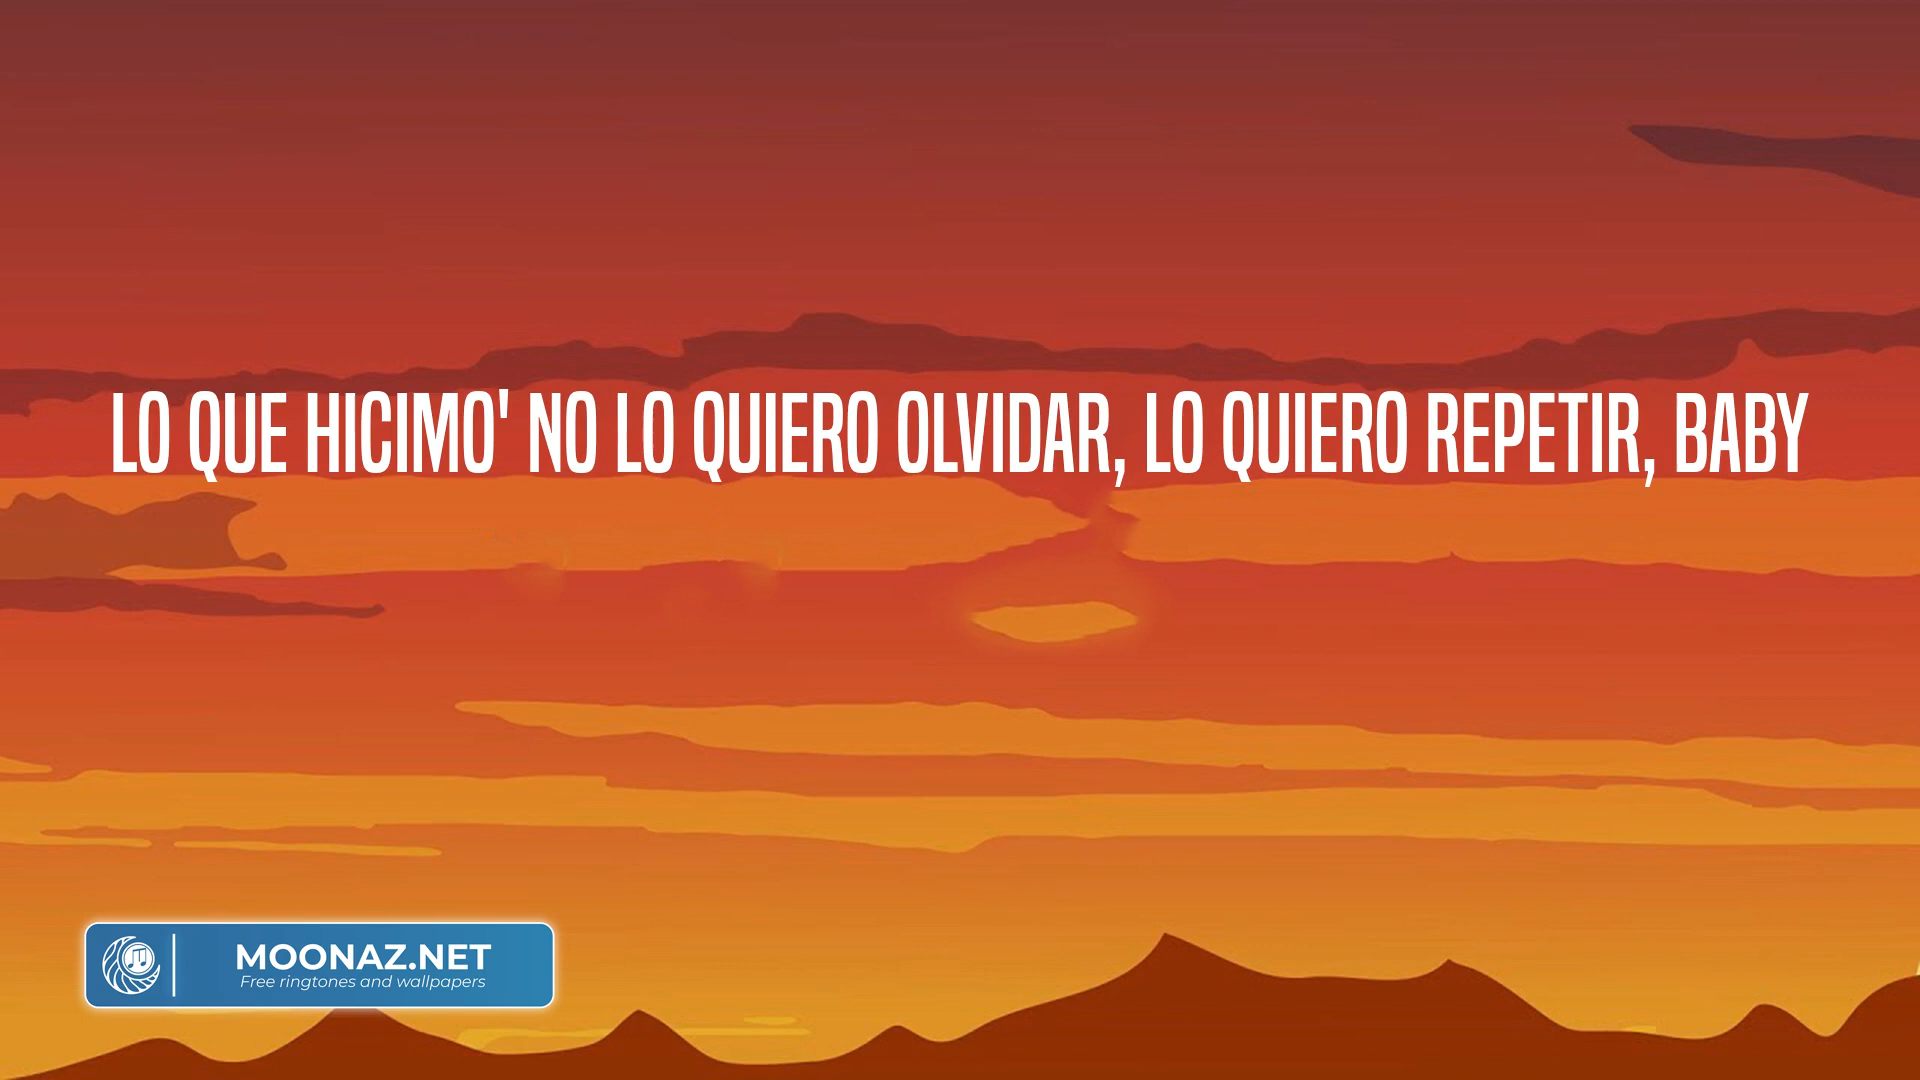 LO QUE HICIMO' NO LO QUIERO OLVIDAR, LO QUIERO REPETIR, BABY
MOONAZ.NET
Free ringtones and wallpapers